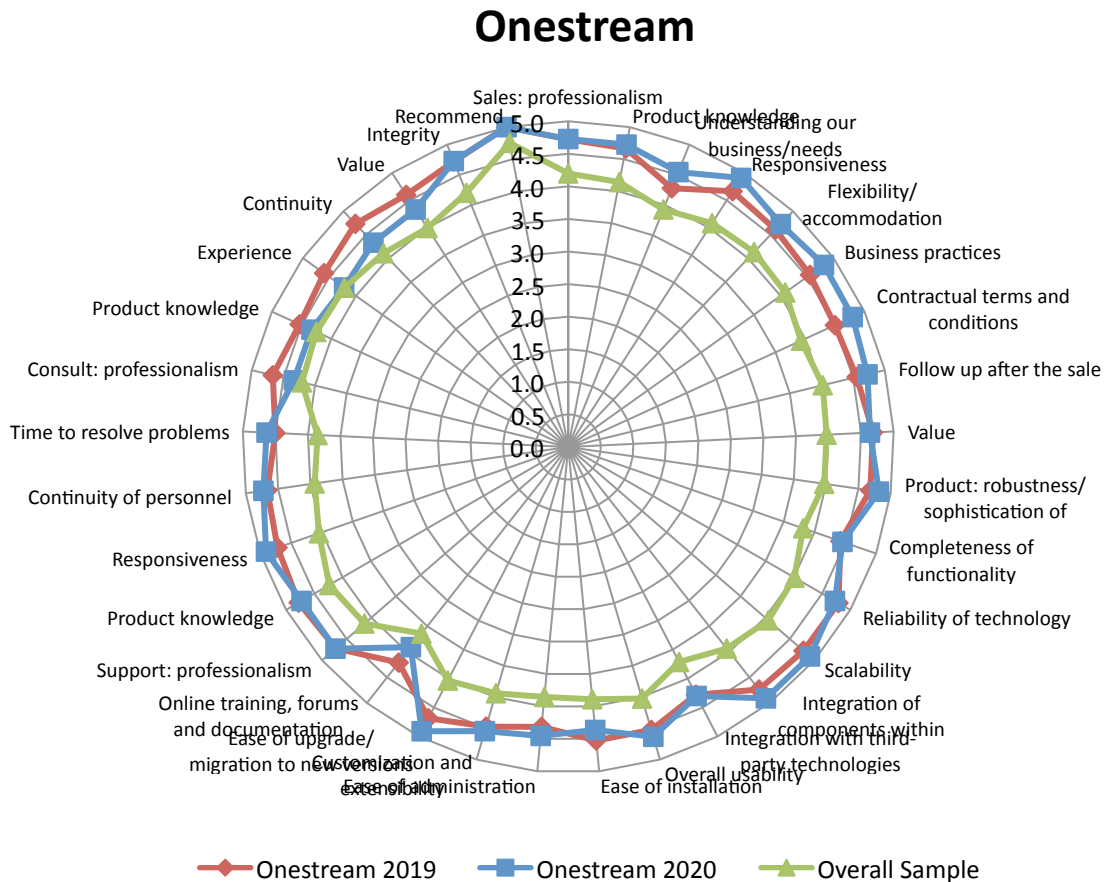 Onestream
Sales: professionalism
Product knowledge
Understanding our
business/needs
Responsiveness
Flexibility/
accommodation
Business practices
Contractual terms and
conditions
Follow up after the sale
Value
Product: robustness/
sophistication of
Completeness of
functionality
Reliability of technology
Scalability
Integration of
components within
Integration with third-
party technologies
Overall usability
Ease of installation
Ease of administration
Customization and
extensibility
Ease of upgrade/
migration to new versions
Online training, forums
and documentation
Support: professionalism
Product knowledge
Responsiveness
Continuity of personnel
Time to resolve problems
Consult: professionalism
Product knowledge
Experience
Continuity
Value
Integrity
Recommend
5.0
4.5
4.0
3.5
3.0
2.5
2.0
1.5
1.0
0.5
0.0
Onestream 2019
Onestream 2020
Overall Sample